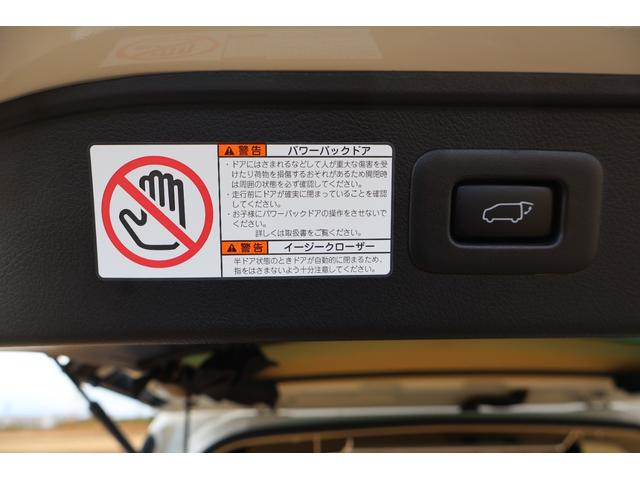 警告 パワーバックドア
・ドアにはさまれるなどして人が重大な傷害を受
けたり荷物を損傷するおそれがあるため開閉時
は周囲の状態を必ず確認してください。
・走行前にドアが確実に閉まっていることを確認
してください。
・お子様にパワーバックドアの操作をさせないで
ください。
詳しくは取扱書をご覧ください。
警告 イージークローザー
半ドア状態のときドアが自動的に閉まるため、
指をはさまないよう十分注意してください。